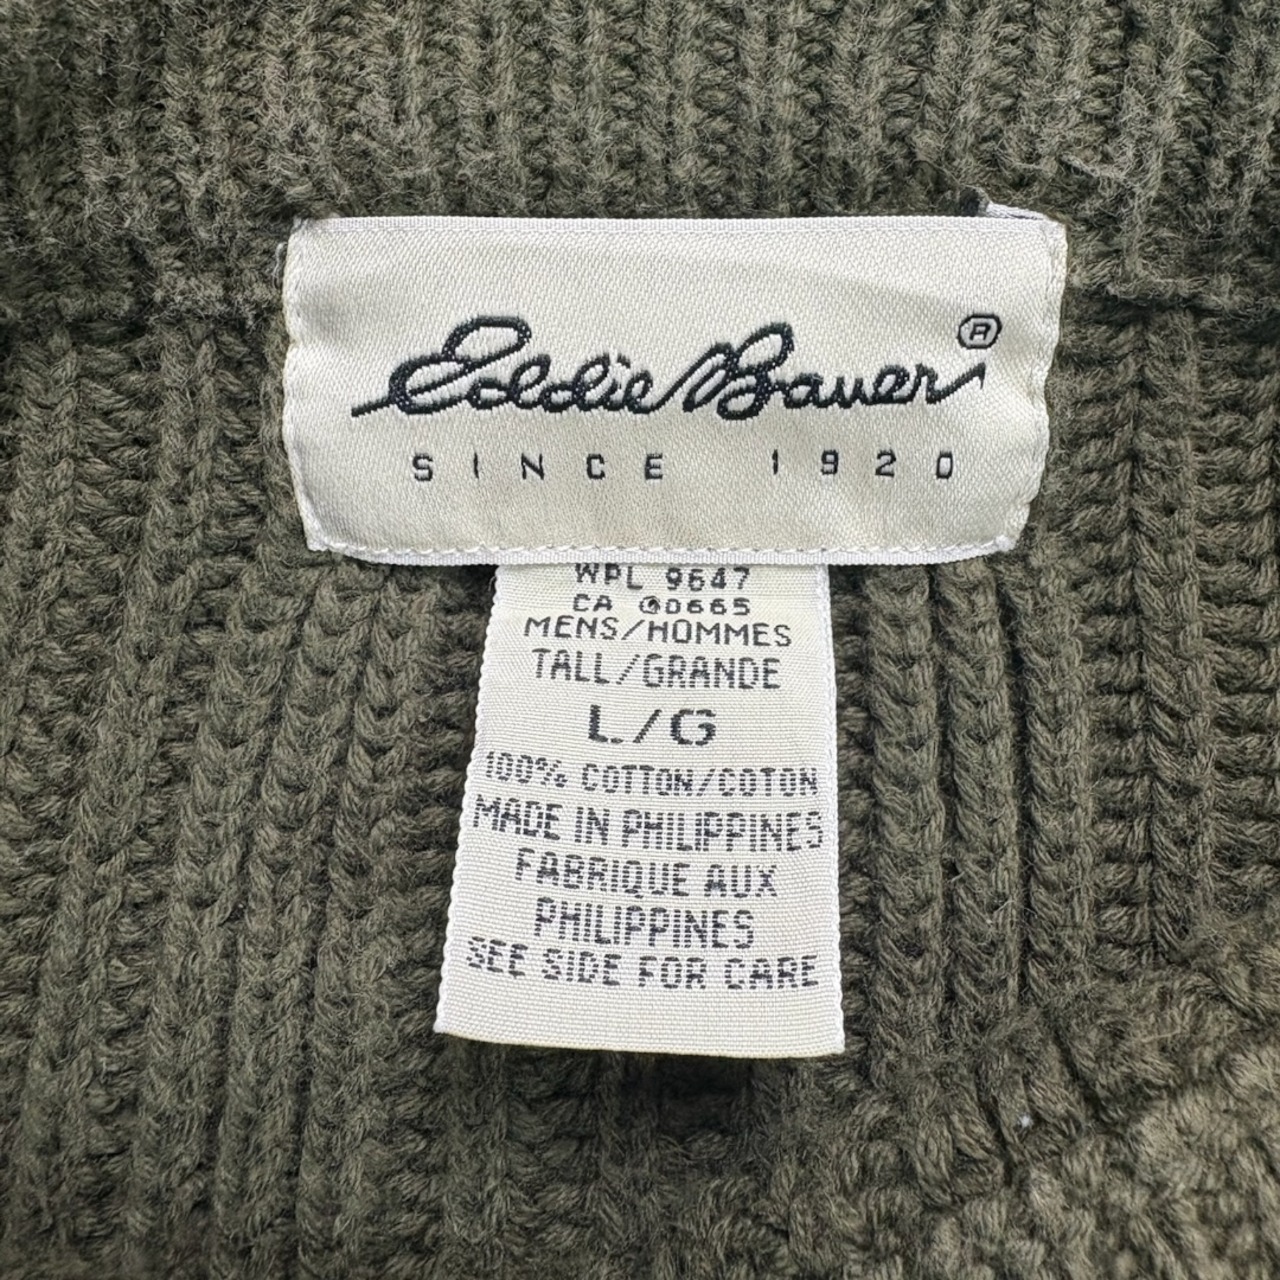 Eddie Bauer ®
SINCE 1920
WPL 9647
CA 00665
MENS/HOMMES
TALL/GRANDE
L/G
100% COTTON/COTON
MADE IN PHILIPPINES
FABRIQUE AUX
PHILIPPINES
SEE SIDE FOR CARE